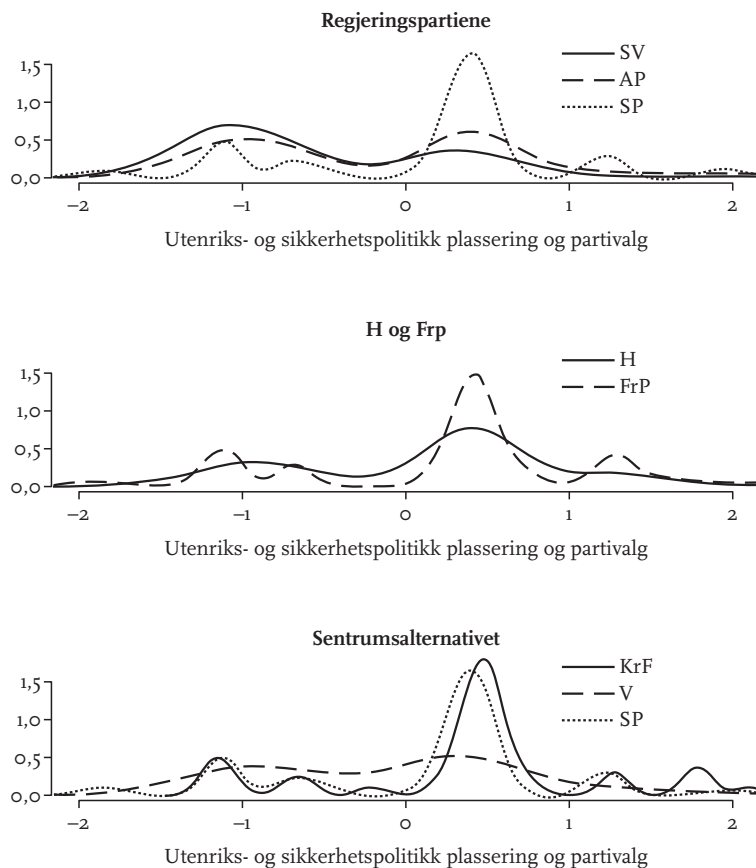 Regjeringspartiene
SV
AP
SP
1,5
1,0
0,5
0,0
−2 −1 0 1 2
Utenriks- og sikkerhetspolitikk plassering og partivalg
H og Frp
H
FrP
1,5
1,0
0,5
0,0
−2 −1 0 1 2
Utenriks- og sikkerhetspolitikk plassering og partivalg
Sentrumsalternativet
KrF
V
SP
1,5
1,0
0,5
0,0
−2 −1 0 1 2
Utenriks- og sikkerhetspolitikk plassering og partivalg